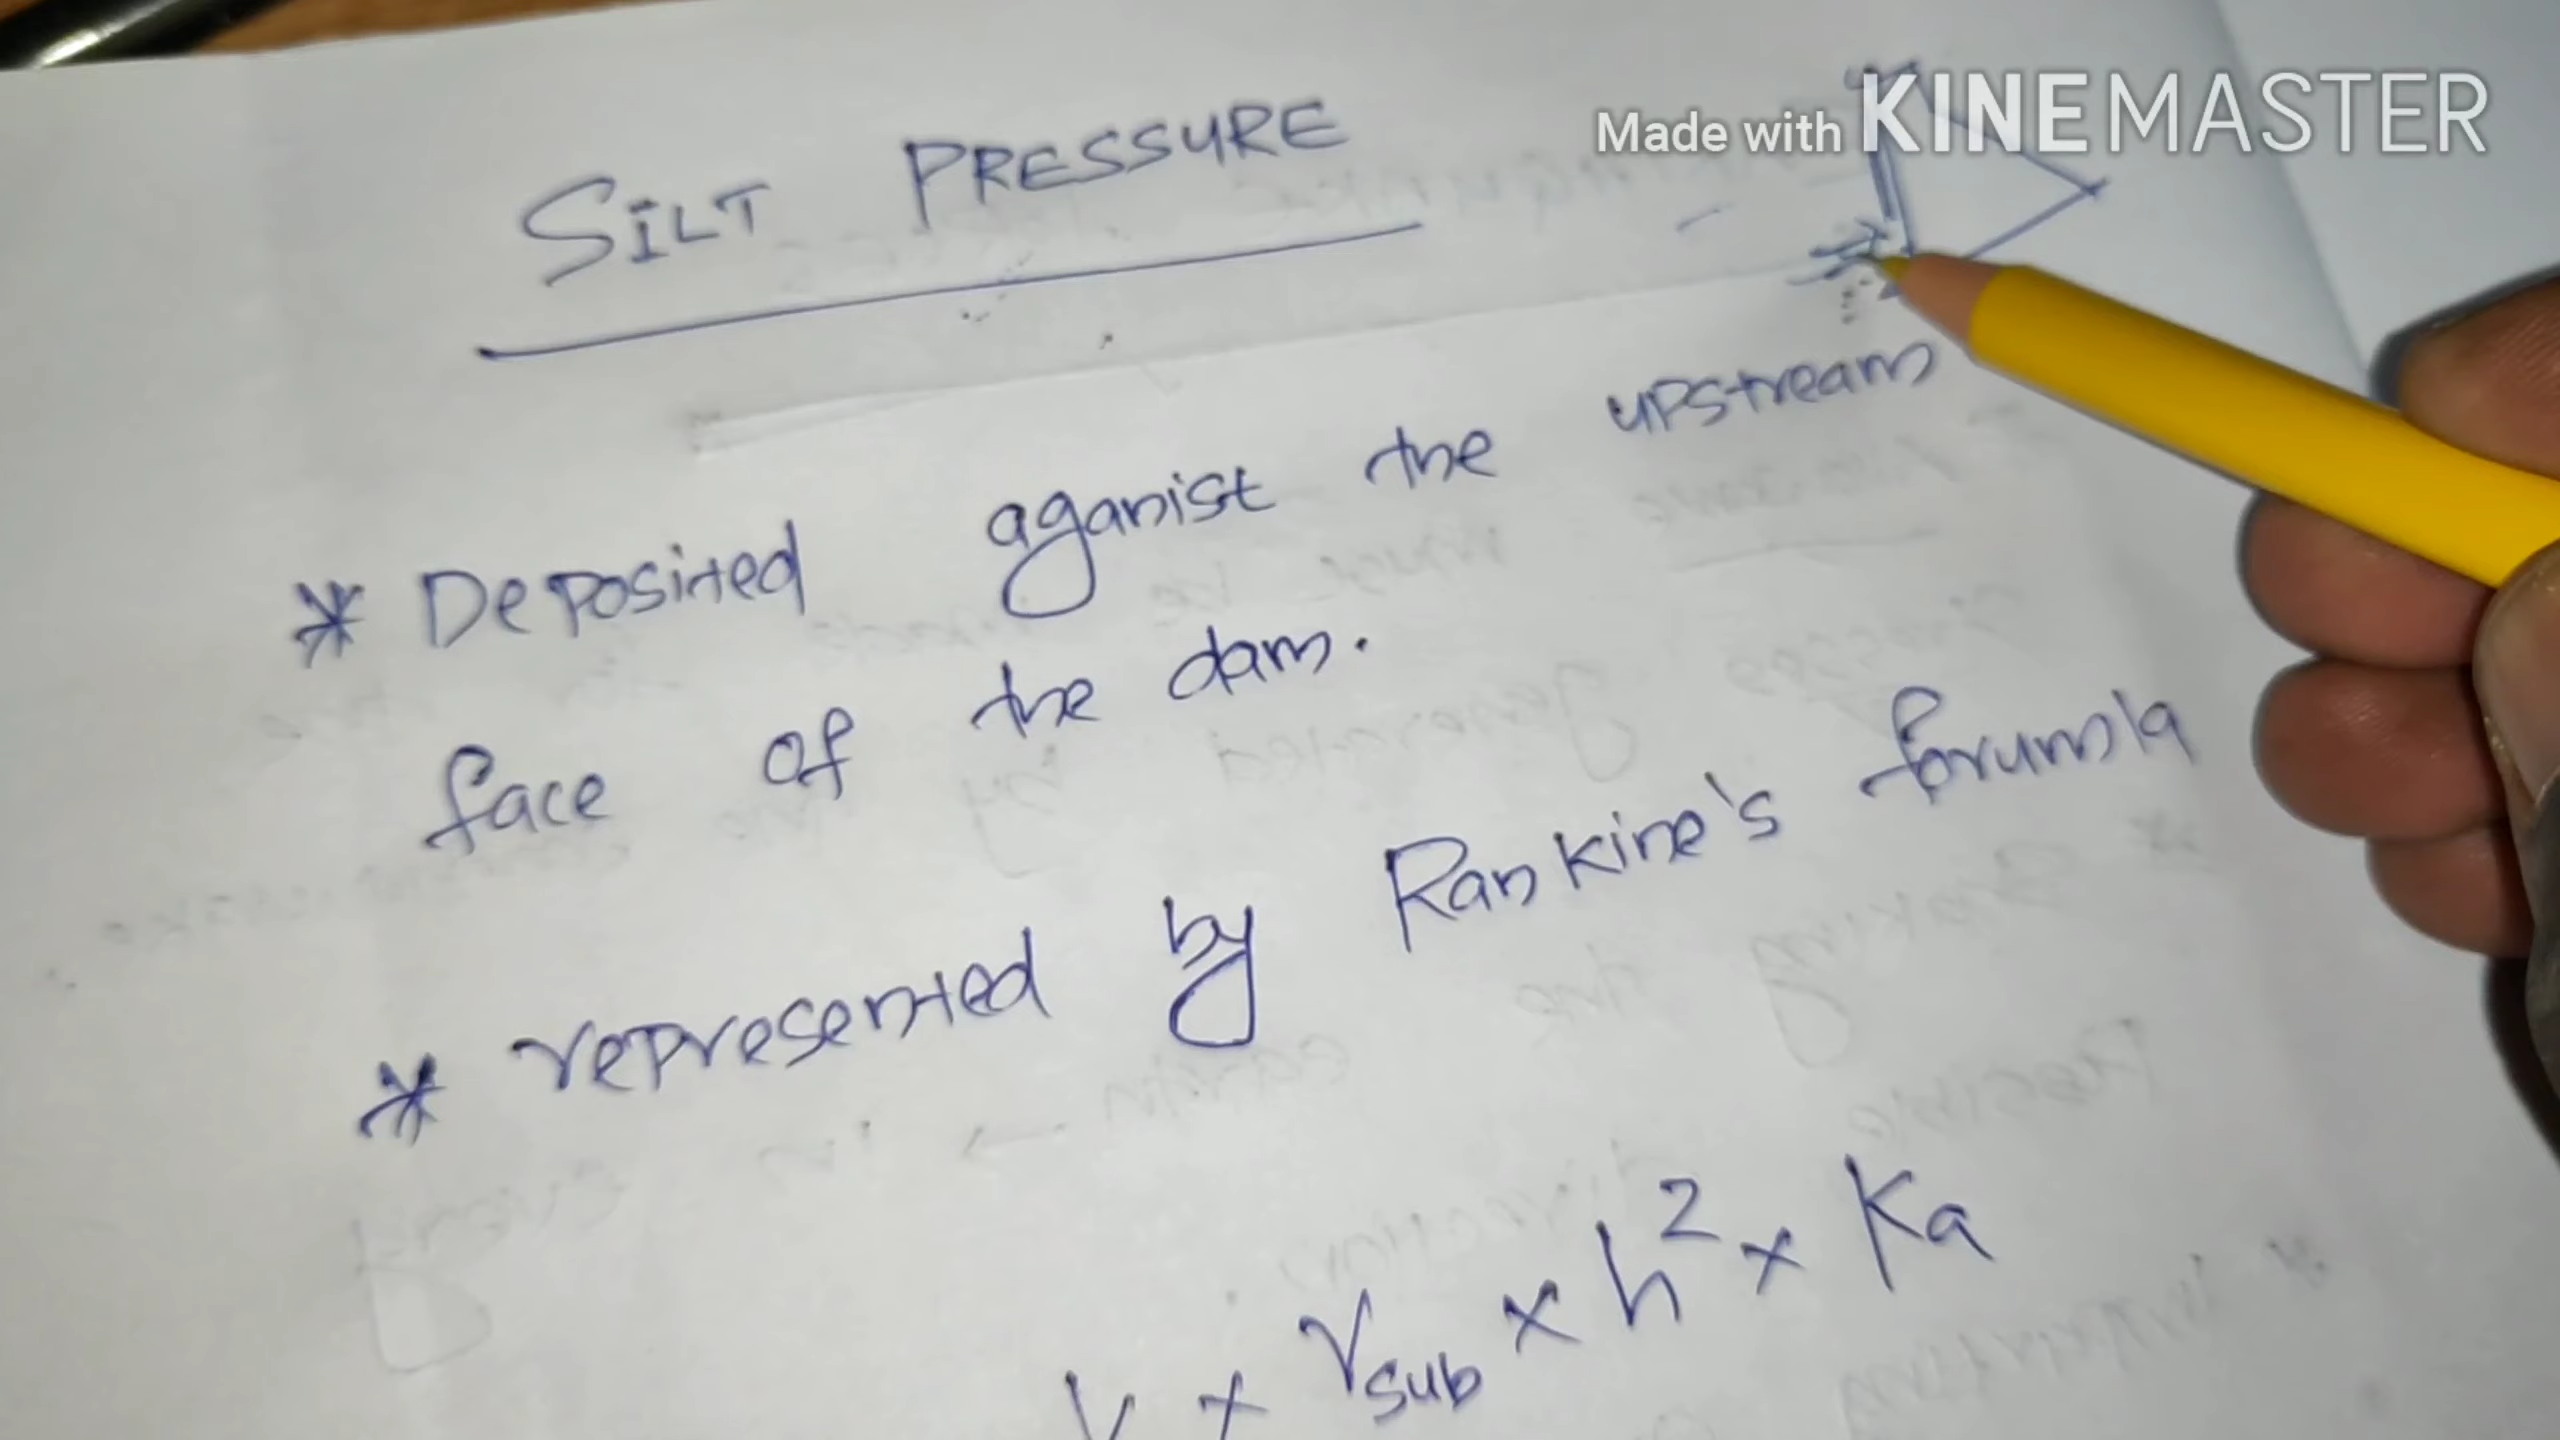 Made with KINEMASTER
SILT PRESSURE
* Deposited aganist the upstream
face of the dam.
* represented by Rankine's forumla
× γsub × h² × Ka